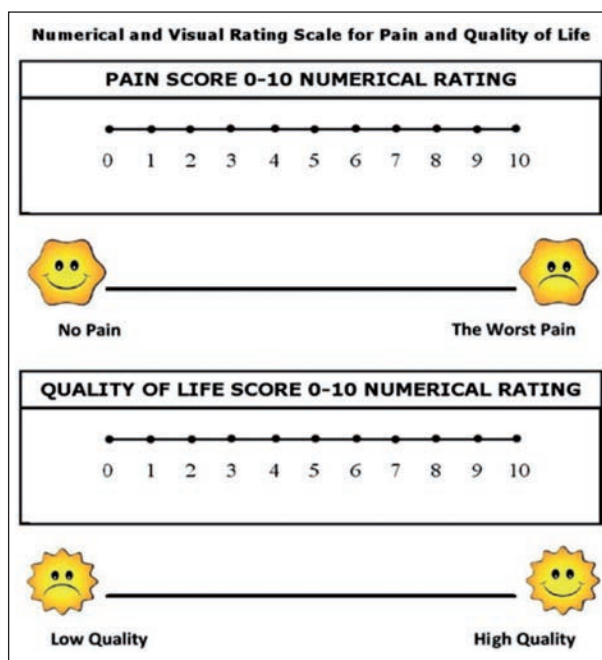 Numerical and Visual Rating Scale for Pain and Quality of Life
PAIN SCORE 0-10 NUMERICAL RATING
0 1 2 3 4 5 6 7 8 9 10
No Pain The Worst Pain
QUALITY OF LIFE SCORE 0-10 NUMERICAL RATING
0 1 2 3 4 5 6 7 8 9 10
Low Quality High Quality